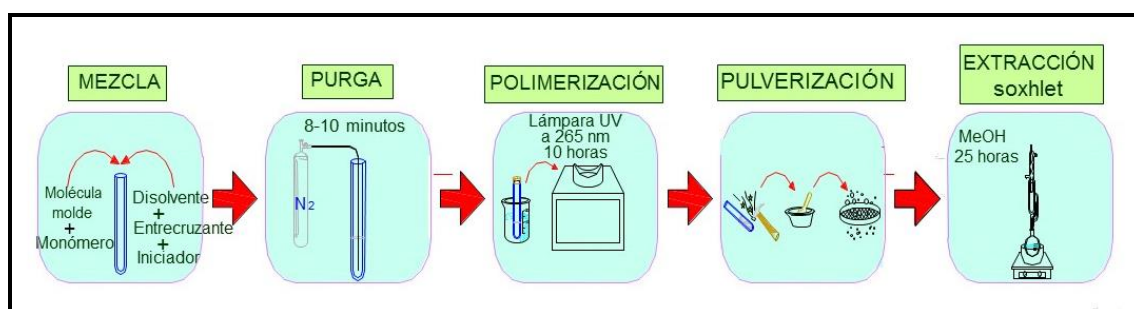 MEZCLA
Molécula
molde
+
Monómero
Disolvente
+
Entrecruzante
+
Iniciador
PURGA
8-10 minutos
N2
POLIMERIZACIÓN
Lámpara UV
a 265 nm
10 horas
PULVERIZACIÓN
EXTRACCIÓN
soxhlet
MeOH
25 horas